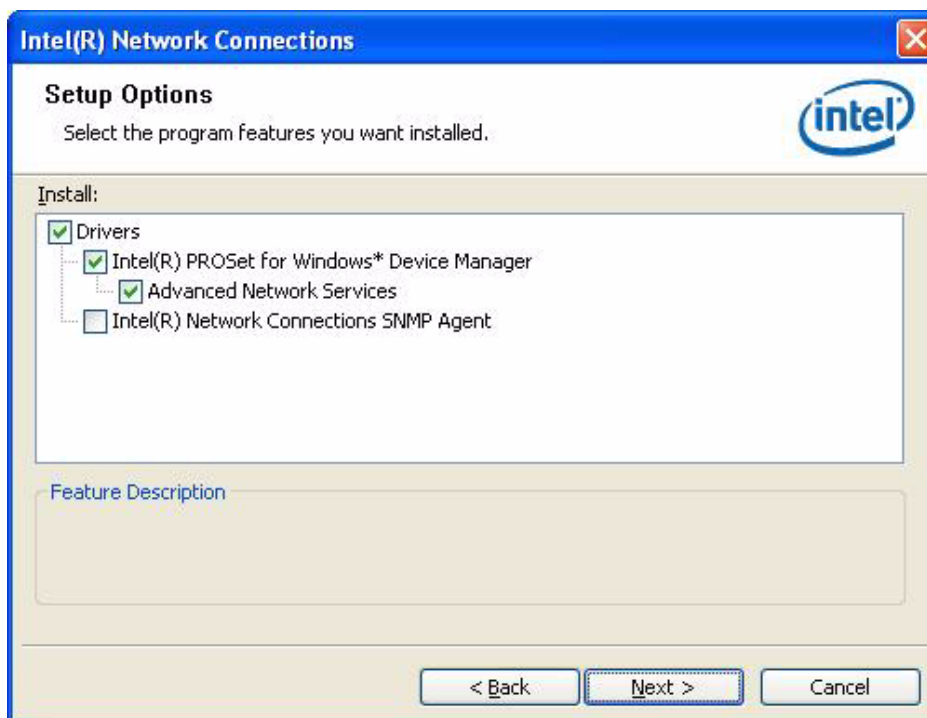 Intel(R) Network Connections
Setup Options
Select the program features you want installed.
intel
Install:
Drivers
Intel(R) PROSet for Windows* Device Manager
Advanced Network Services
Intel(R) Network Connections SNMP Agent
Feature Description
< Back
Next >
Cancel